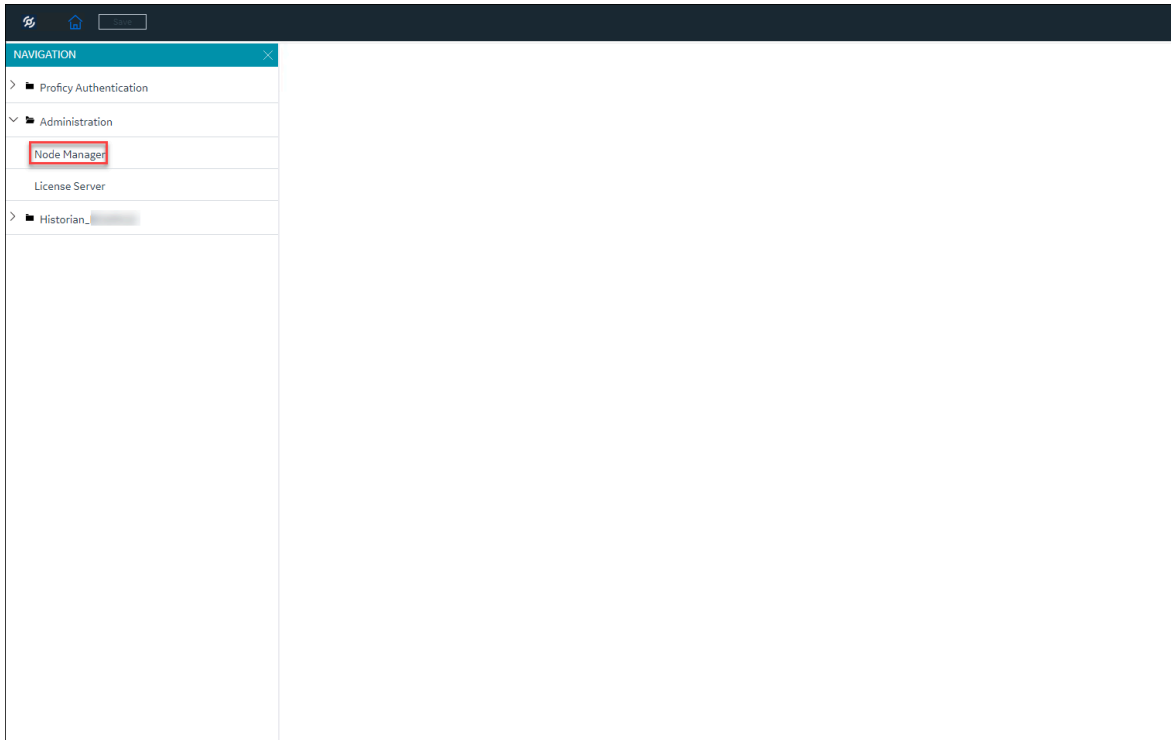 Save
NAVIGATION
Proficy Authentication
Administration
Node Manager
License Server
Historian_